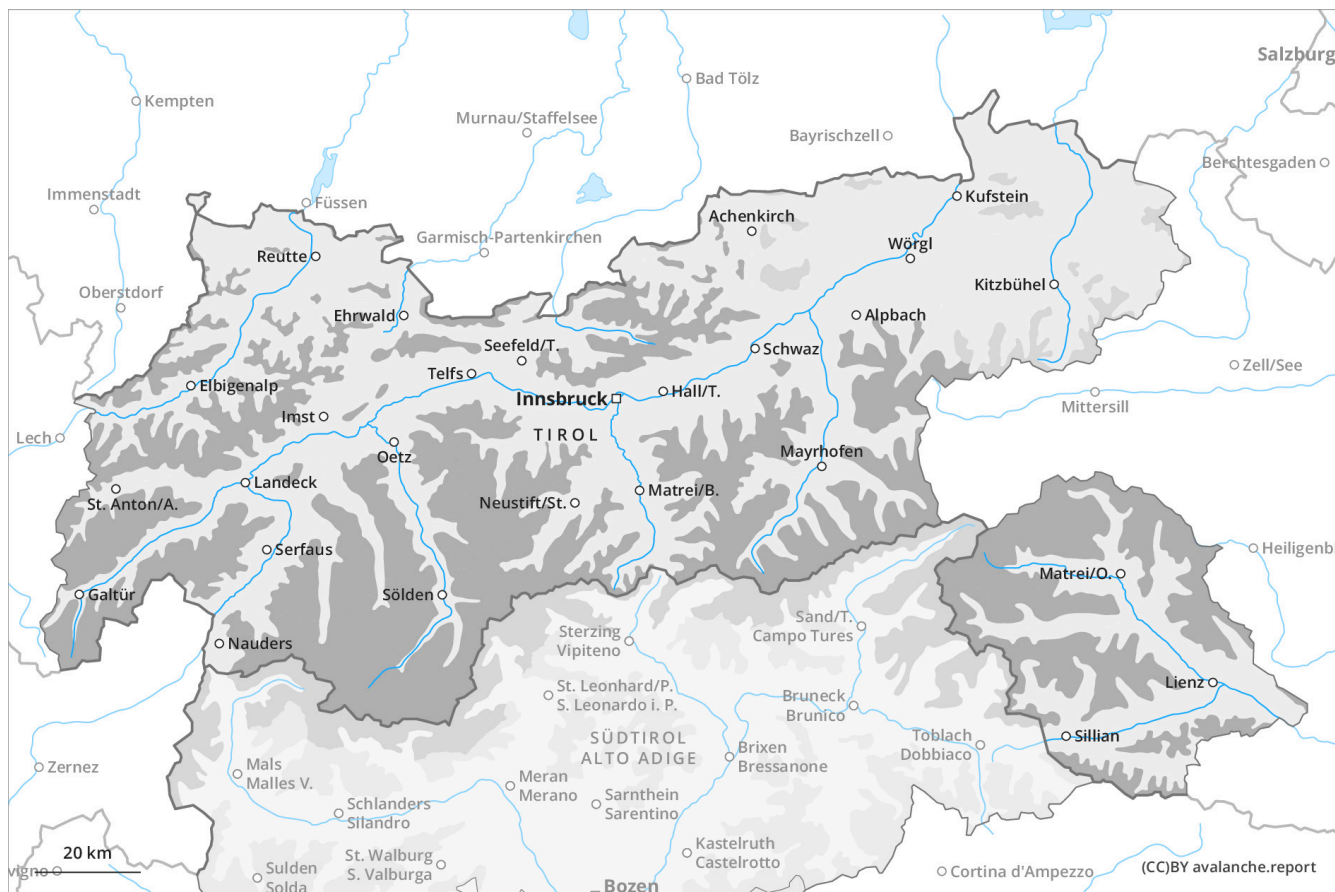 Salzburg
Kempten
Bad Tölz
Murnau/Staffelsee
Bayrischzell
Berchtesgaden
Immenstadt
Füssen
Kufstein
Achenkirch
Garmisch-Partenkirchen
Wörgl
Reutte
Oberstdorf
Kitzbühel
Ehrwald
Alpbach
Seefeld/T.
Schwaz
Telfs
Zell/See
Elbigenalp
Hall/T.
Innsbruck
Mittersill
Imst
Lech
TIROL
Oetz
Mayrhofen
Landeck
Matrei/B.
St. Anton/A.
Neustift/St.
Serfaus
Heiligenb
Matrei/O.
Galtür
Sölden
Sand/T.
Campo Tures
Sterzing
Vipiteno
Nauders
Lienz
St. Leonhard/P.
S. Leonardo i. P.
Bruneck
Brunico
SÜDTIROL
ALTO ADIGE
Sillian
Toblach
Dobbiaco
Brixen
Bressanone
Zernez
Mals
Malles V.
Meran
Merano
Schlanders
Silandro
Sarnthein
Sarentino
Kastelruth
Castelrotto
20 km
St. Walburg
S. Valburga
vigno
Sulden
Solda
Cortina d'Ampezzo
(CC)BY avalanche.report
Bozen